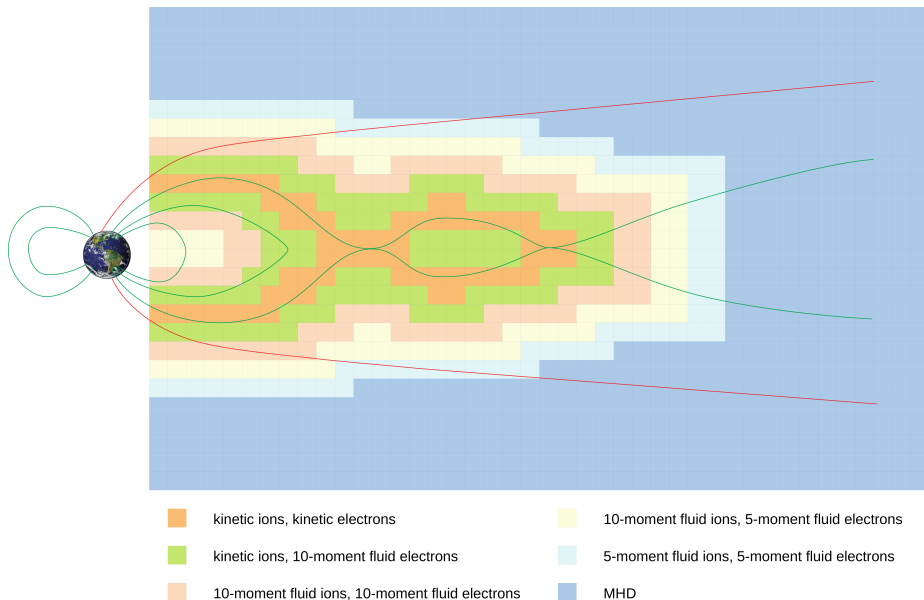 kinetic ions, kinetic electrons
kinetic ions, 10-moment fluid electrons
10-moment fluid ions, 10-moment fluid electrons
10-moment fluid ions, 5-moment fluid electrons
5-moment fluid ions, 5-moment fluid electrons
MHD